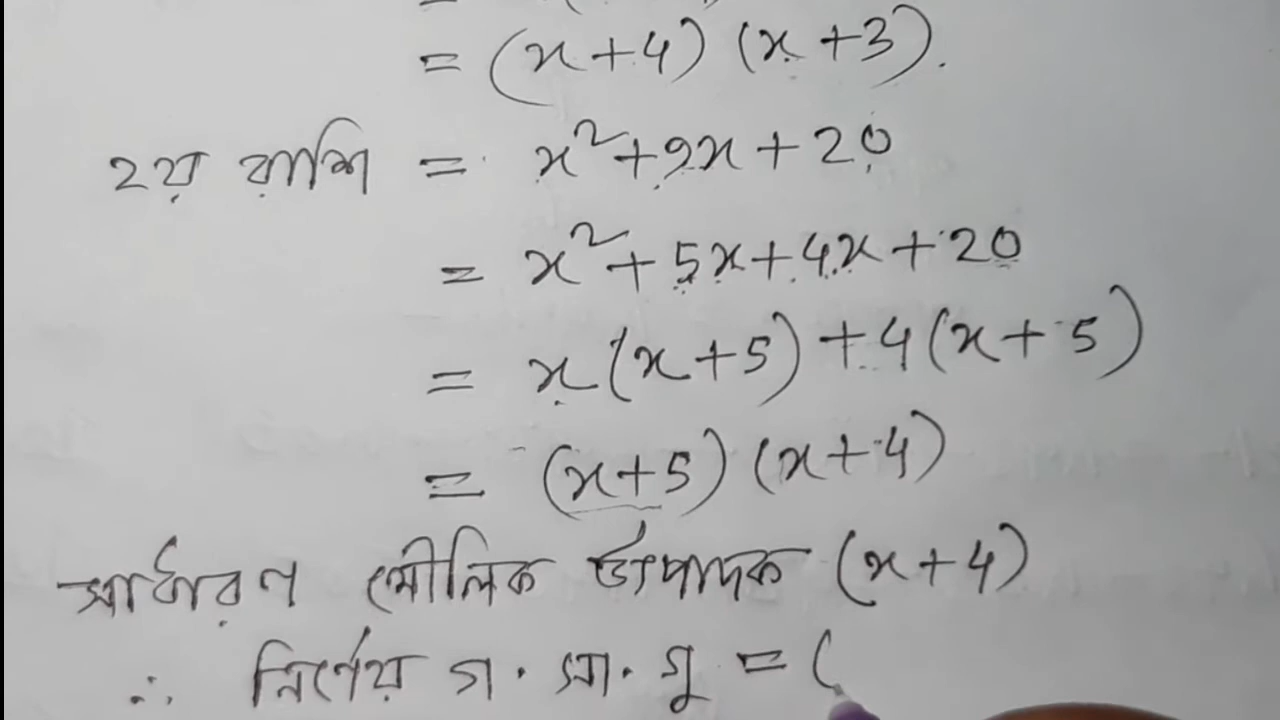 = (x+4) (x+3).
২য় রাশি = x²+9x+20
= x²+5x+4x+20
= x(x+5)+4(x+5)
= (x+5) (x+4)
সাধারণ মৌলিক উৎপাদক (x+4)
∴ নির্ণেয় গ. সা. গু = (